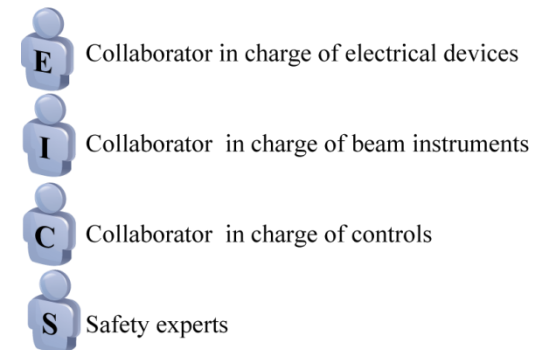 E Collaborator in charge of electrical devices
I Collaborator in charge of beam instruments
C Collaborator in charge of controls
S Safety experts